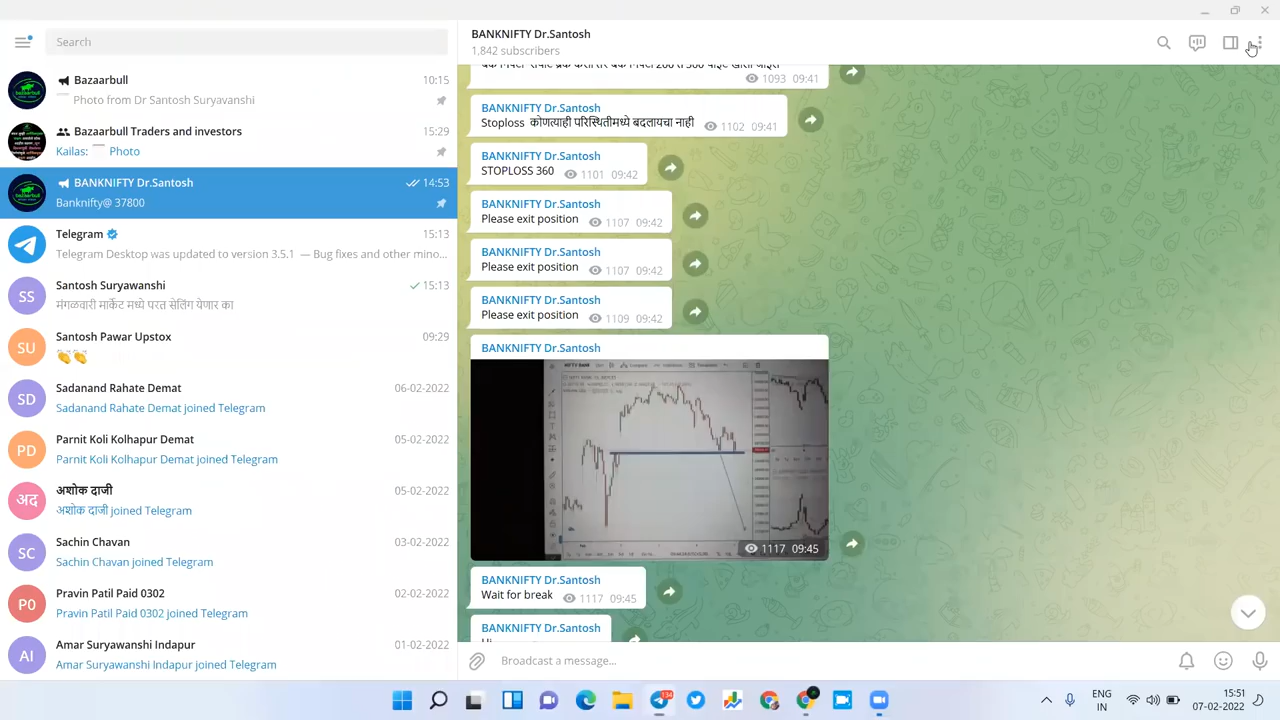 Search
Bazaarbull
10:15
Photo from Dr Santosh Suryavanshi
Bazaarbull Traders and investors
15:29
Kailas: Photo
BANKNIFTY Dr.Santosh
14:53
Banknifty@ 37800
Telegram
15:13
Telegram Desktop was updated to version 3.5.1 — Bug fixes and other mino...
SS
Santosh Suryawanshi
15:13
मंगळवारी मार्केट मध्ये परत सेलिंग येणार का
SU
Santosh Pawar Upstox
09:29
SD
Sadanand Rahate Demat
06-02-2022
Sadanand Rahate Demat joined Telegram
PD
Parnit Koli Kolhapur Demat
05-02-2022
Parnit Koli Kolhapur Demat joined Telegram
अद
अशोक दाजी
05-02-2022
अशोक दाजी joined Telegram
SC
Sachin Chavan
03-02-2022
Sachin Chavan joined Telegram
P0
Pravin Patil Paid 0302
02-02-2022
Pravin Patil Paid 0302 joined Telegram
AI
Amar Suryawanshi Indapur
01-02-2022
Amar Suryawanshi Indapur joined Telegram
BANKNIFTY Dr.Santosh
1,842 subscribers
1093 09:41
BANKNIFTY Dr.Santosh
Stoploss कोणत्याही परिस्थितीमध्ये बदलायचा नाही 1102 09:41
BANKNIFTY Dr.Santosh
STOPLOSS 360 1101 09:42
BANKNIFTY Dr.Santosh
Please exit position 1107 09:42
BANKNIFTY Dr.Santosh
Please exit position 1107 09:42
BANKNIFTY Dr.Santosh
Please exit position 1109 09:42
BANKNIFTY Dr.Santosh
1117 09:45
BANKNIFTY Dr.Santosh
Wait for break 1117 09:45
BANKNIFTY Dr.Santosh
Broadcast a message...
134
ENG
IN
15:51
07-02-2022